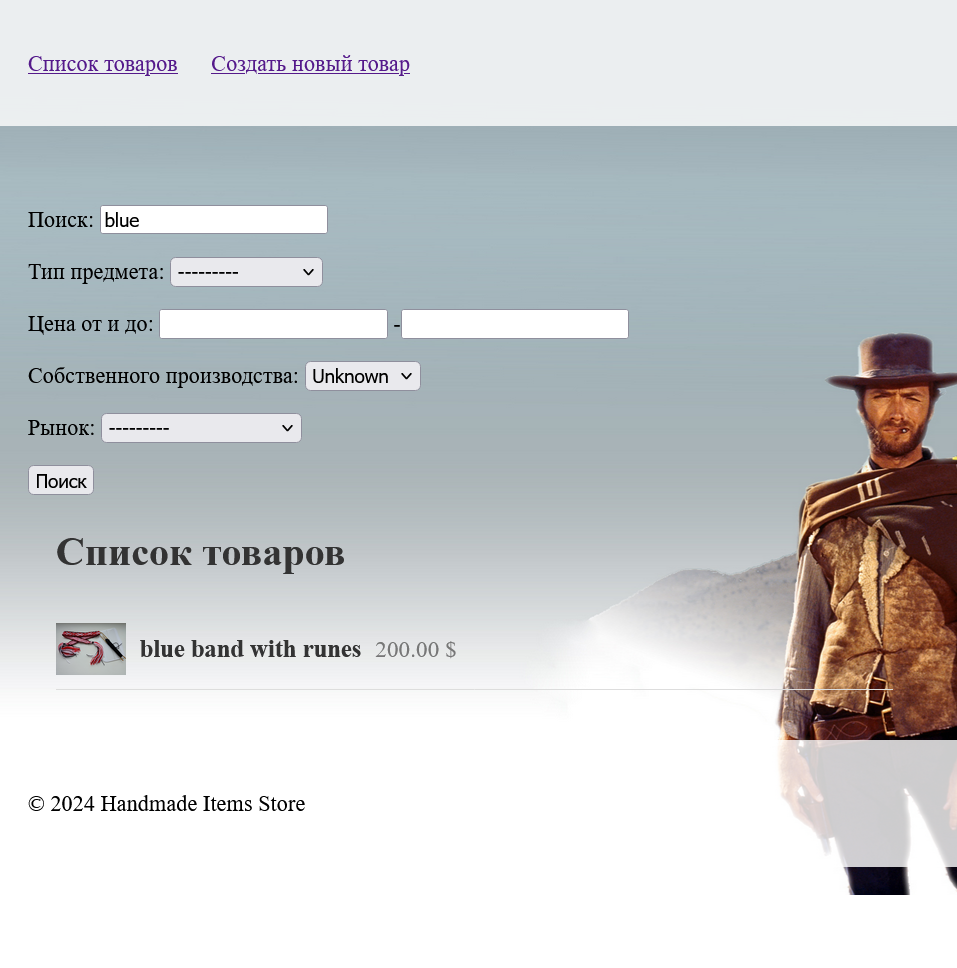 Список товаров Создать новый товар
Поиск: blue
Тип предмета: ---------
Цена от и до: -
Собственного производства: Unknown
Рынок: ---------
Поиск
Список товаров
blue band with runes 200.00 $
© 2024 Handmade Items Store